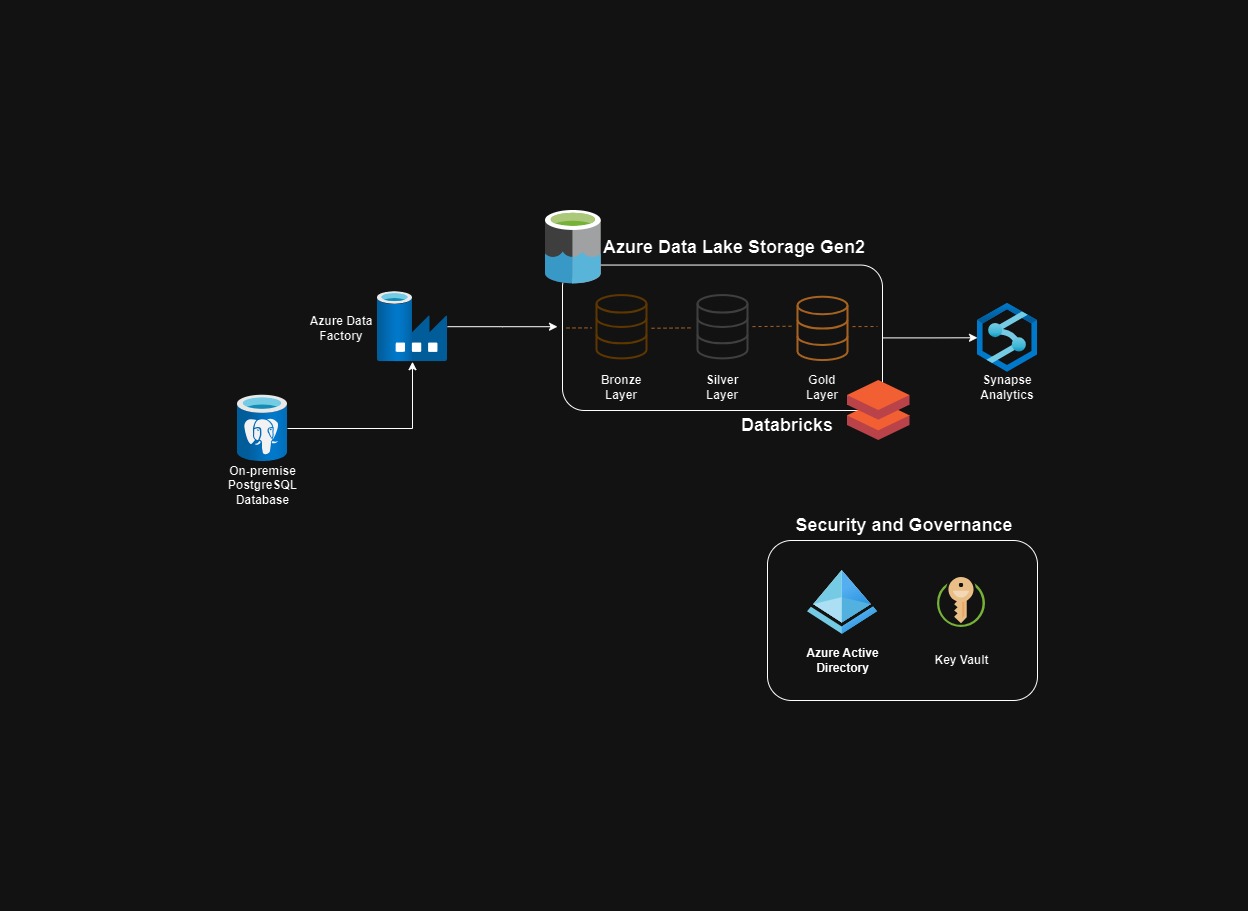 Azure Data Lake Storage Gen2
Azure Data
Factory
Bronze
Layer
Silver
Layer
Gold
Layer
Synapse
Analytics
Databricks
On-premise
PostgreSQL
Database
Security and Governance
Azure Active
Directory
Key Vault